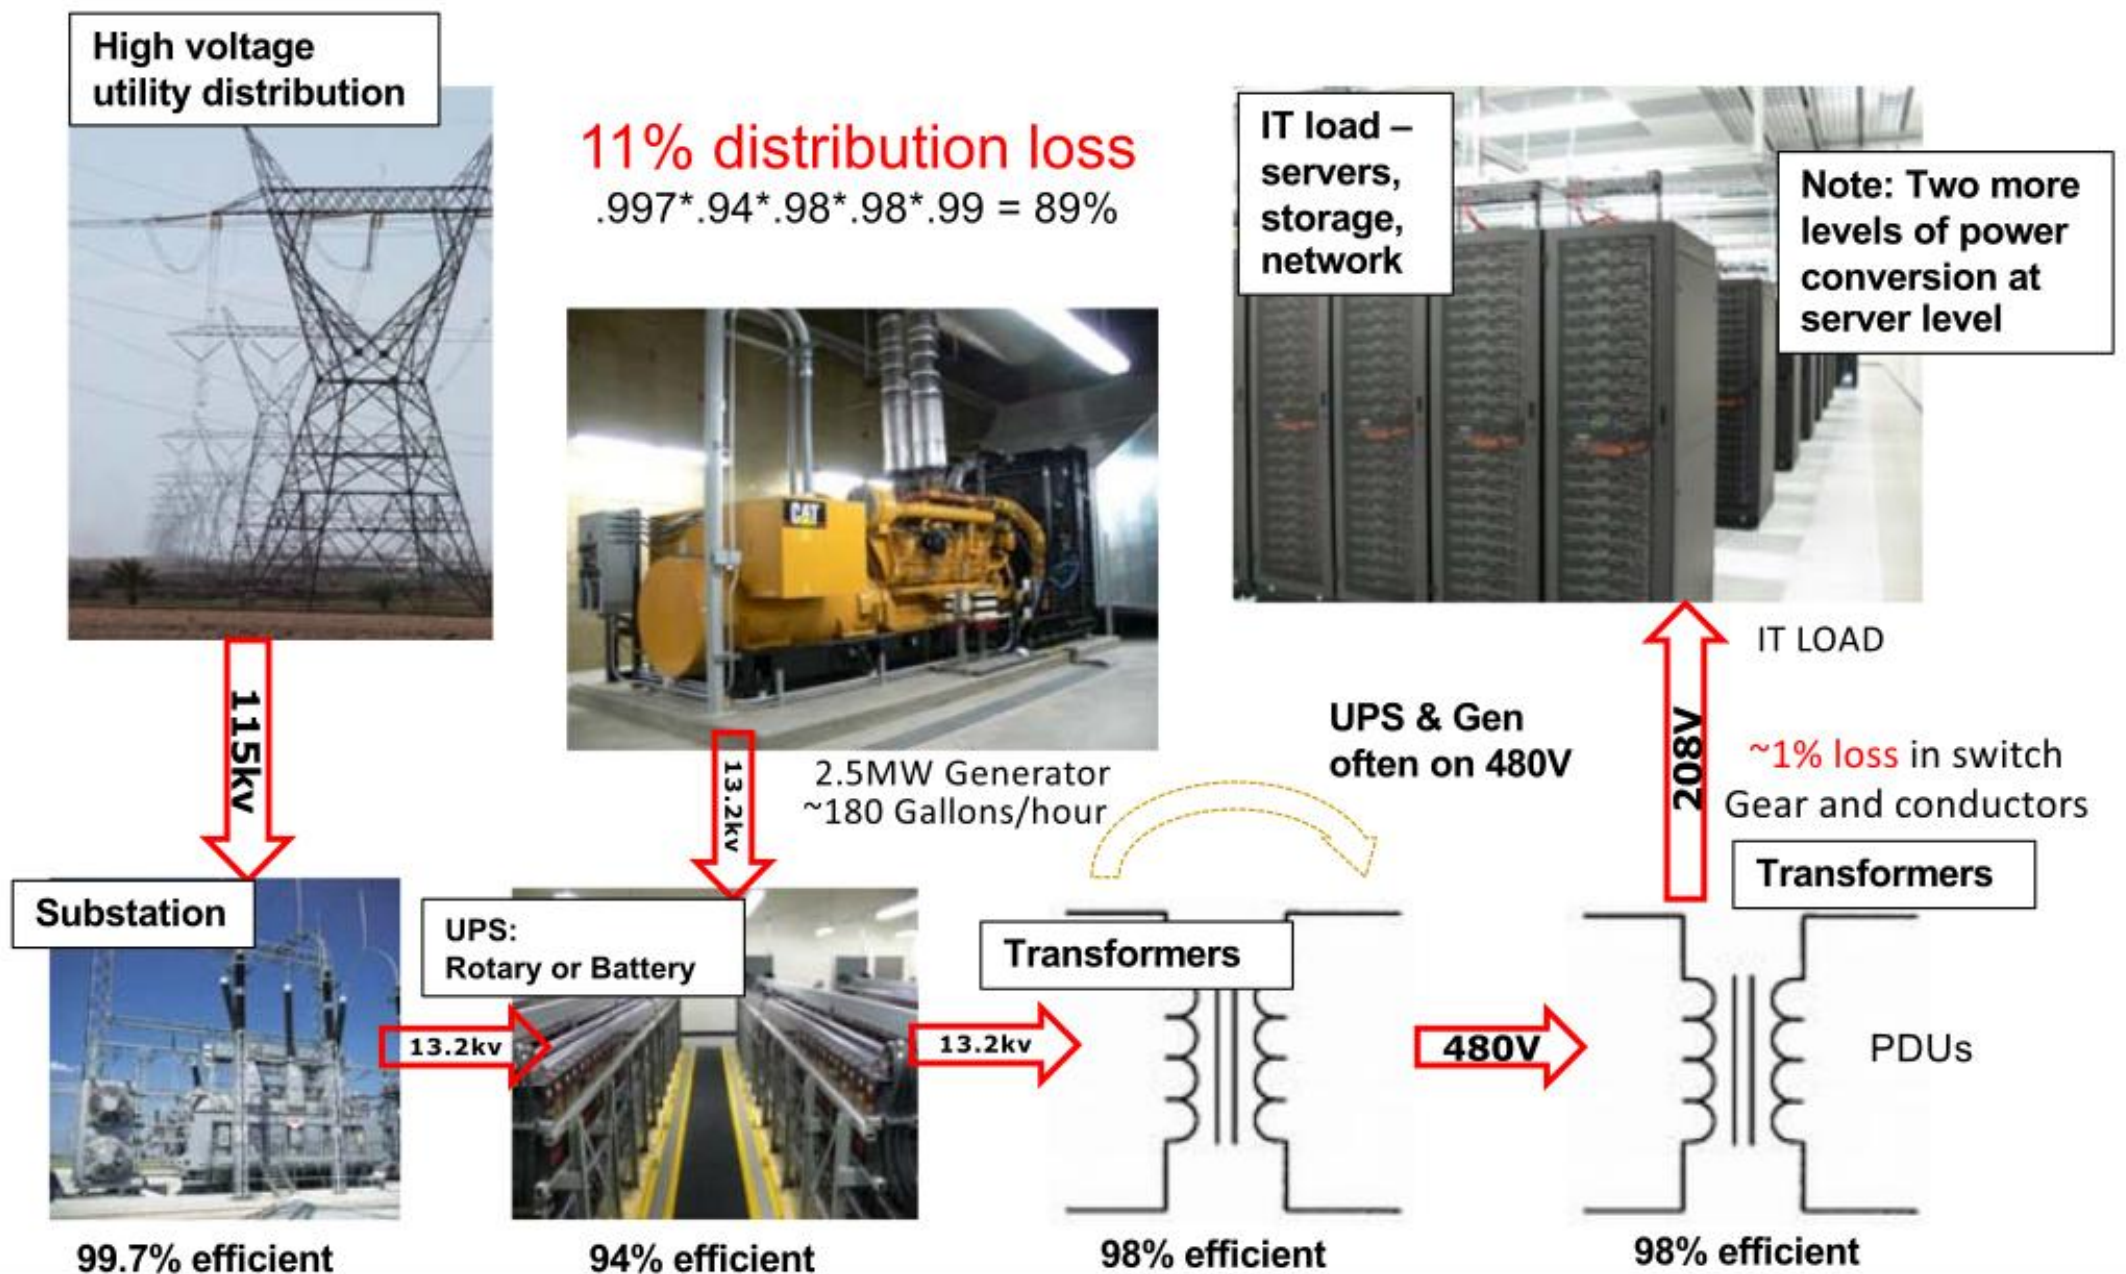 High voltage
utility distribution
11% distribution loss
.997*.94*.98*.98*.99 = 89%
IT load –
servers,
storage,
network
Note: Two more
levels of power
conversion at
server level
CAT
115kv
13.2kv
2.5MW Generator
~180 Gallons/hour
UPS & Gen
often on 480V
208V
IT LOAD
~1% loss in switch
Gear and conductors
Transformers
Substation
UPS:
Rotary or Battery
Transformers
13.2kv
13.2kv
480V
PDUs
99.7% efficient
94% efficient
98% efficient
98% efficient